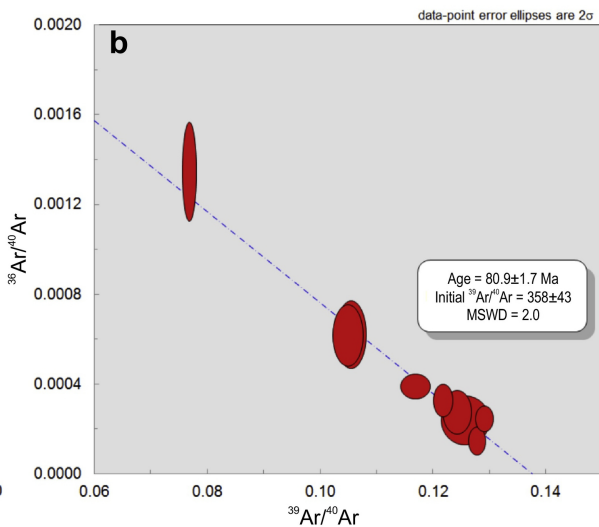 data-point error ellipses are 2σ
b
0.0020
0.0016
0.0012
0.0008
0.0004
0.0000
³⁶Ar/⁴⁰Ar
Age = 80.9±1.7 Ma
Initial ³⁹Ar/⁴⁰Ar = 358±43
MSWD = 2.0
0
0.06 0.08 0.10 0.12 0.14
³⁹Ar/⁴⁰Ar